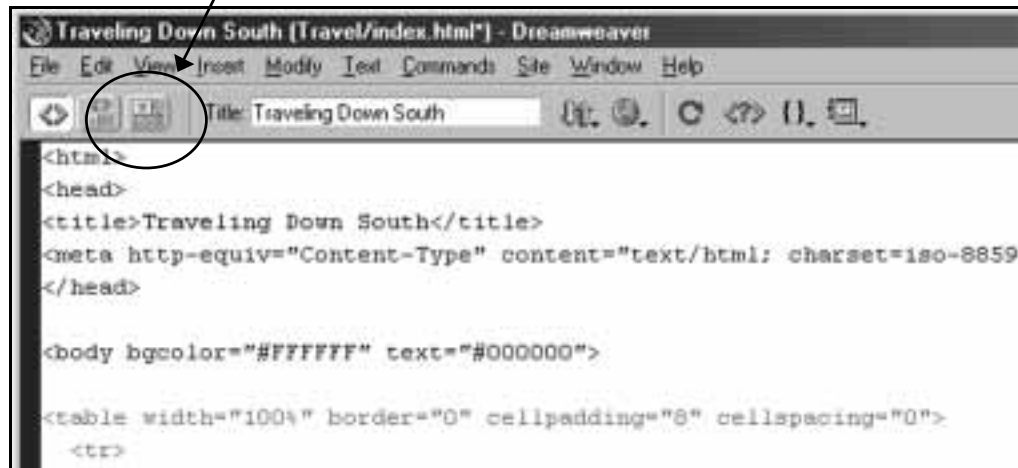 Traveling Down South (Travel/index.html*) - Dreamweaver
File Edit View Insert Modify Text Commands Site Window Help
Title: Traveling Down South
<html>
<head>
<title>Traveling Down South</title>
<meta http-equiv="Content-Type" content="text/html; charset=iso-8859
</head>
<body bgcolor="#FFFFFF" text="#000000">
<table width="100%" border="0" cellpadding="8" cellspacing="0">
<tr>